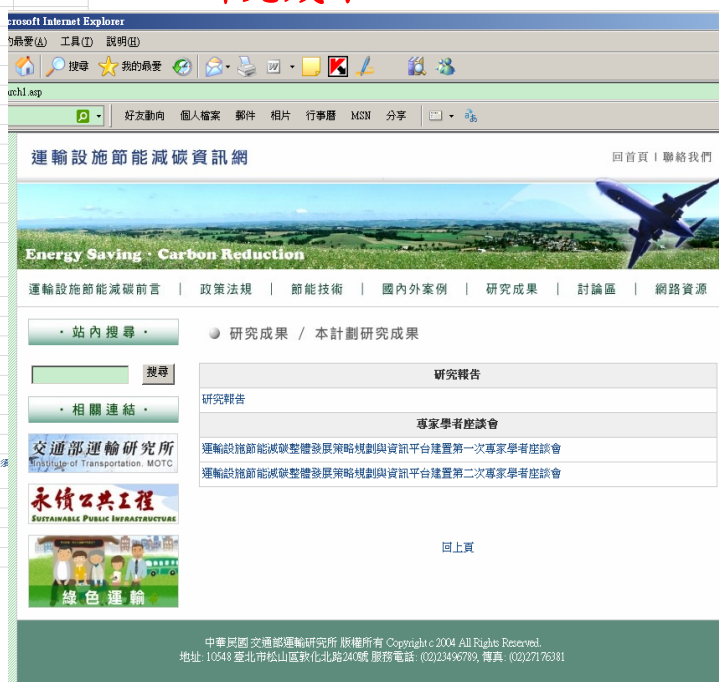 crosoft Internet Explorer
的最愛(A) 工具(T) 說明(H)
搜尋 我的最愛
arch1.asp
好友動向 個人檔案 郵件 相片 行事曆 MSN 分享
運輸設施節能減碳資訊網
回首頁 | 聯絡我們
Energy Saving · Carbon Reduction
運輸設施節能減碳前言 | 政策法規 | 節能技術 | 國內外案例 | 研究成果 | 討論區 | 網路資源
· 站內搜尋 ·
研究成果 / 本計劃研究成果
搜尋
研究報告
研究報告
· 相關連結 ·
專家學者座談會
交通部運輸研究所
Institute of Transportation. MOTC
運輸設施節能減碳整體發展策略規劃與資訊平台建置第一次專家學者座談會
運輸設施節能減碳整體發展策略規劃與資訊平台建置第二次專家學者座談會
永續公共工程
SUSTAINABLE PUBLIC INFRASTRUCTURE
回上頁
綠色運輸
中華民國 交通部運輸研究所 版權所有 Copyright c 2004 All Rights Reserved.
地址: 10548 臺北市松山區敦化北路240號 服務電話: (02)23496789, 傳真: (02)27176381